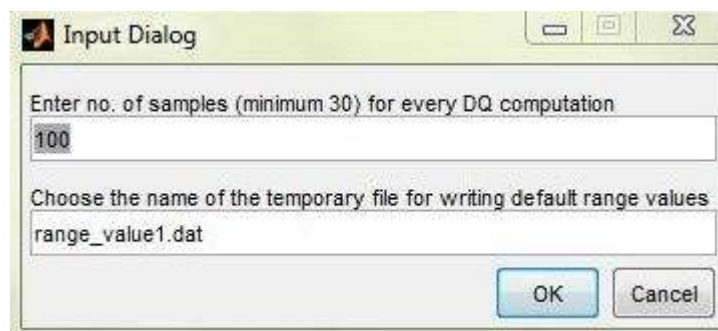 Input Dialog
Enter no. of samples (minimum 30) for every DQ computation
100
Choose the name of the temporary file for writing default range values
range_value1.dat
OK Cancel